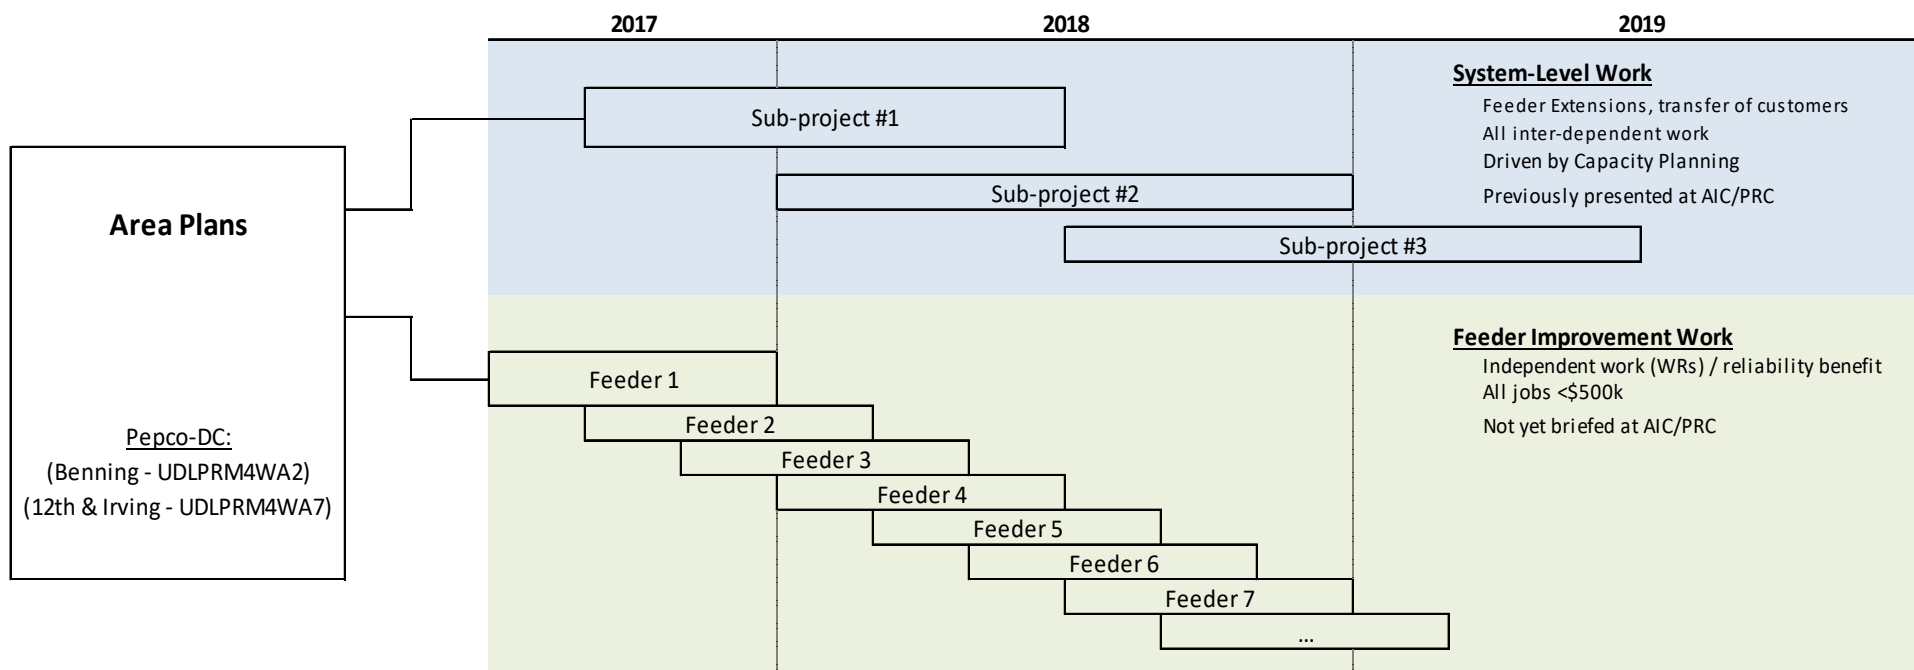 2017 2018 2019
System-Level Work
Feeder Extensions, transfer of customers
All inter-dependent work
Driven by Capacity Planning
Previously presented at AIC/PRC
Sub-project #1
Sub-project #2
Sub-project #3
Area Plans
Pepco-DC:
(Benning - UDLPRM4WA2)
(12th & Irving - UDLPRM4WA7)
Feeder Improvement Work
Independent work (WRs) / reliability benefit
All jobs <$500k
Not yet briefed at AIC/PRC
Feeder 1
Feeder 2
Feeder 3
Feeder 4
Feeder 5
Feeder 6
Feeder 7
...